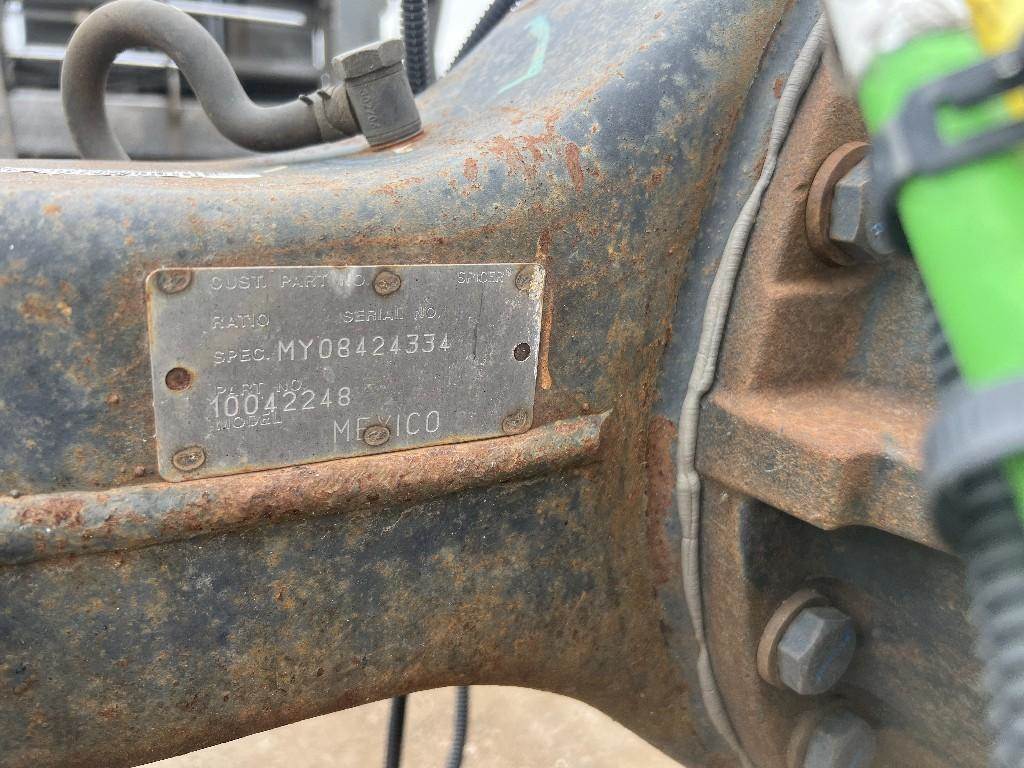 CUST. PART NO. SPICER®
RATIO SERIAL NO.
SPEC. MY08424334
PART NO.
10042248
MODEL MEXICO